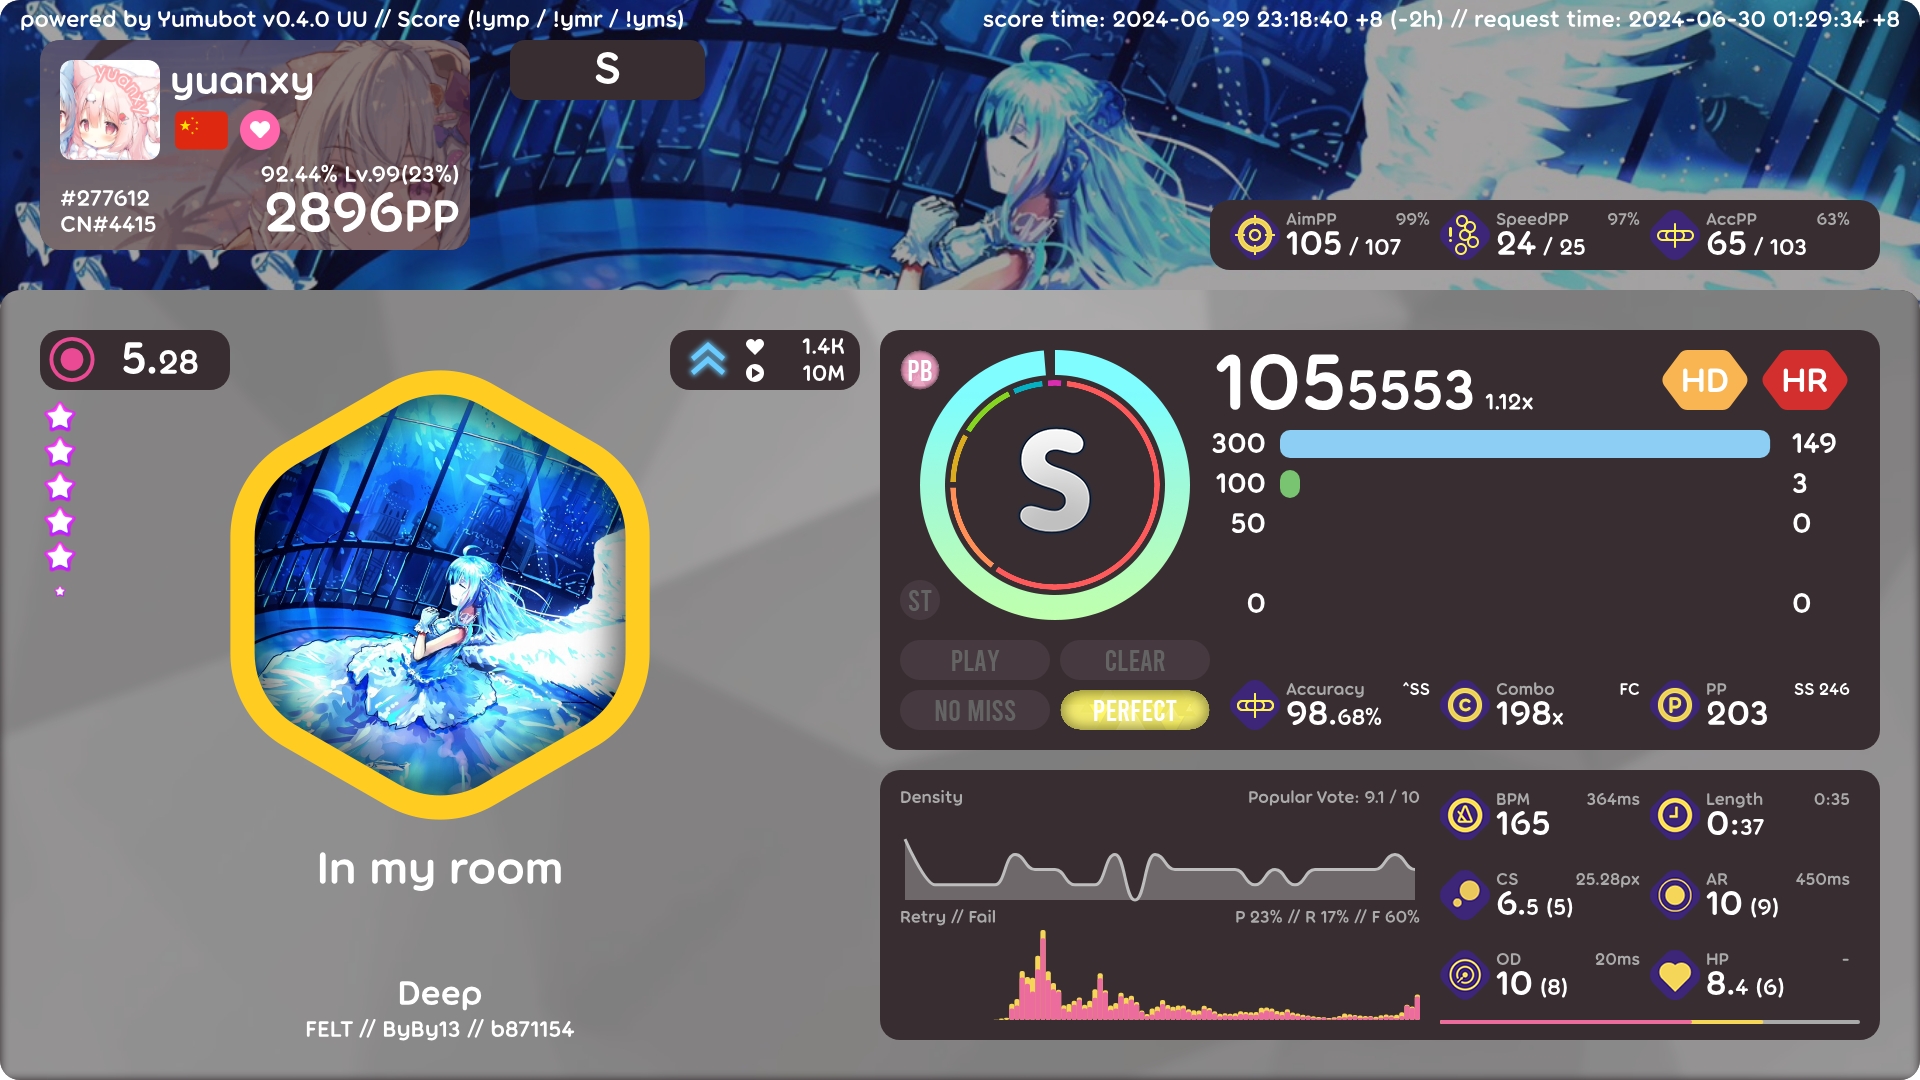 powered by Yumubot v0.4.0 UU // Score (!ymp / !ymr / !yms)
score time: 2024-06-29 23:18:40 +8 (-2h) // request time: 2024-06-30 01:29:34 +8
yuanxy
yuanxy
92.44% Lv.99(23%)
#277612
CN#4415
2896PP
S
AimPP 99%
105 / 107
SpeedPP 97%
24 / 25
AccPP 63%
65 / 103
5.28
1.4K
10M
In my room
Deep
FELT // ByBy13 // b871154
PB
S
ST
1055553 1.12x
HD HR
300 149
100 3
50 0
0 0
PLAY CLEAR
NO MISS PERFECT
Accuracy ^SS
98.68%
Combo FC
198x
PP SS 246
203
Density Popular Vote: 9.1 / 10
Retry // Fail P 23% // R 17% // F 60%
BPM 364ms
165
Length 0:35
0:37
CS 25.28px
6.5 (5)
AR 450ms
10 (9)
OD 20ms
10 (8)
HP -
8.4 (6)